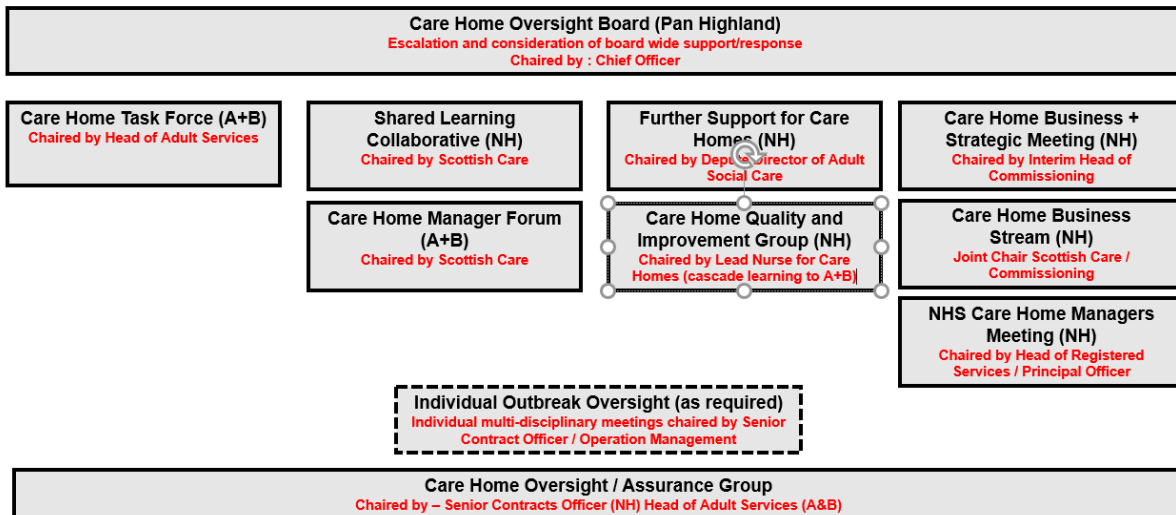 Care Home Oversight Board (Pan Highland)
Escalation and consideration of board wide support/response
Chaired by : Chief Officer
Care Home Task Force (A+B)
Chaired by Head of Adult Services
Shared Learning
Collaborative (NH)
Chaired by Scottish Care
Further Support for Care
Homes (NH)
Chaired by Depute Director of Adult
Social Care
Care Home Business +
Strategic Meeting (NH)
Chaired by Interim Head of
Commissioning
Care Home Manager Forum
(A+B)
Chaired by Scottish Care
Care Home Quality and
Improvement Group (NH)
Chaired by Lead Nurse for Care
Homes (cascade learning to A+B)
Care Home Business
Stream (NH)
Joint Chair Scottish Care /
Commissioning
NHS Care Home Managers
Meeting (NH)
Chaired by Head of Registered
Services / Principal Officer
Individual Outbreak Oversight (as required)
Individual multi-disciplinary meetings chaired by Senior
Contract Officer / Operation Management
Care Home Oversight / Assurance Group
Chaired by – Senior Contracts Officer (NH) Head of Adult Services (A&B)